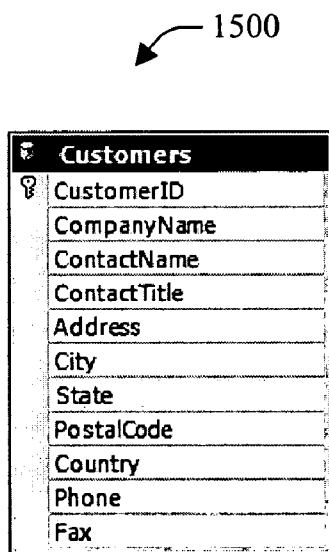 1500
Customers
CustomerID
CompanyName
ContactName
ContactTitle
Address
City
State
PostalCode
Country
Phone
Fax